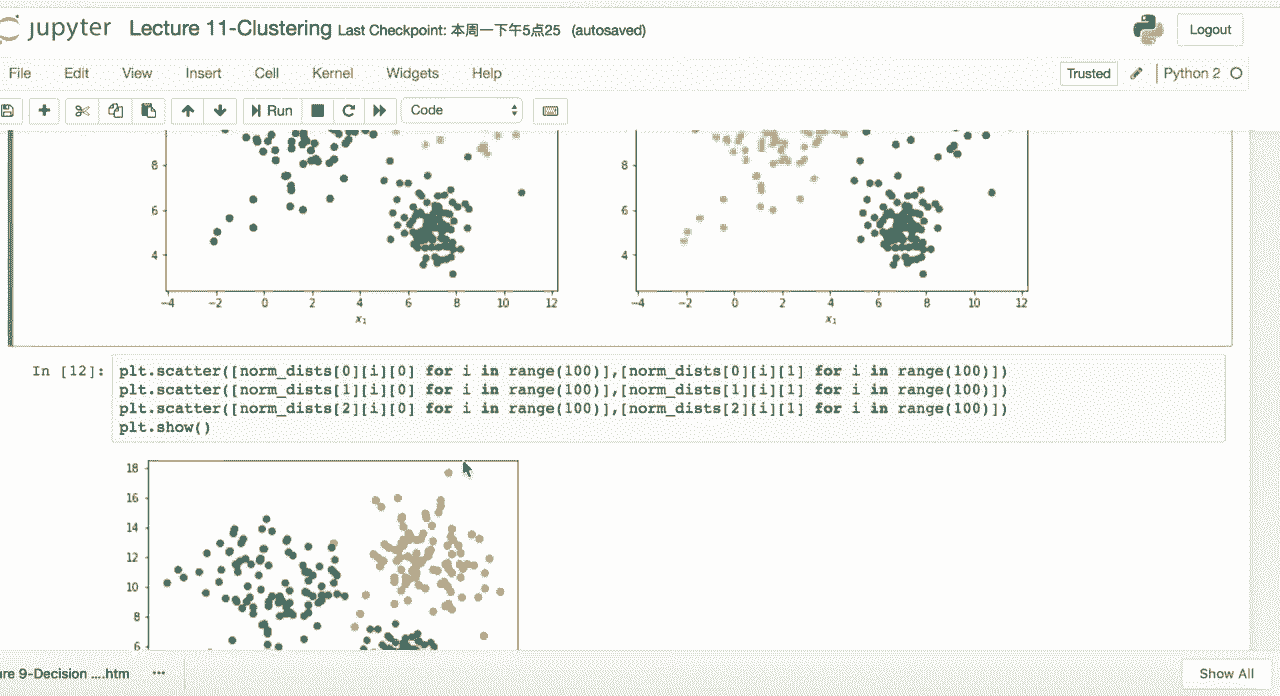 jupyter Lecture 11-Clustering Last Checkpoint: 本周一下午5点25 (autosaved) Logout
File Edit View Insert Cell Kernel Widgets Help Trusted Python 2
Run Code
8 8
6 6
4 4
−4 −2 0 2 4 6 8 10 12 −4 −2 0 2 4 6 8 10 12
x₁ x₁
In [12]: plt.scatter([norm_dists[0][i][0] for i in range(100)],[norm_dists[0][i][1] for i in range(100)])
plt.scatter([norm_dists[1][i][0] for i in range(100)],[norm_dists[1][i][1] for i in range(100)])
plt.scatter([norm_dists[2][i][0] for i in range(100)],[norm_dists[2][i][1] for i in range(100)])
plt.show()
18
16
14
12
10
8
6
ure 9-Decision ....htm Show All